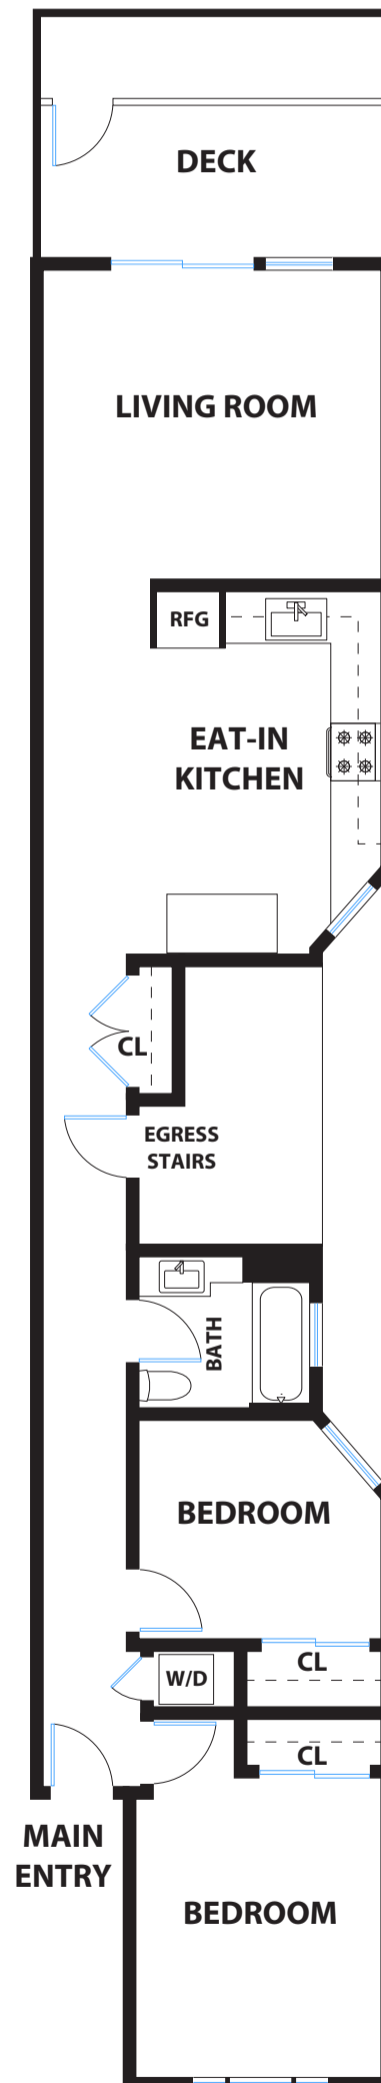 DECK
LIVING ROOM
RFG
EAT-IN
KITCHEN
CL
EGRESS
STAIRS
BATH
BEDROOM
CL
W/D
CL
MAIN
ENTRY
BEDROOM